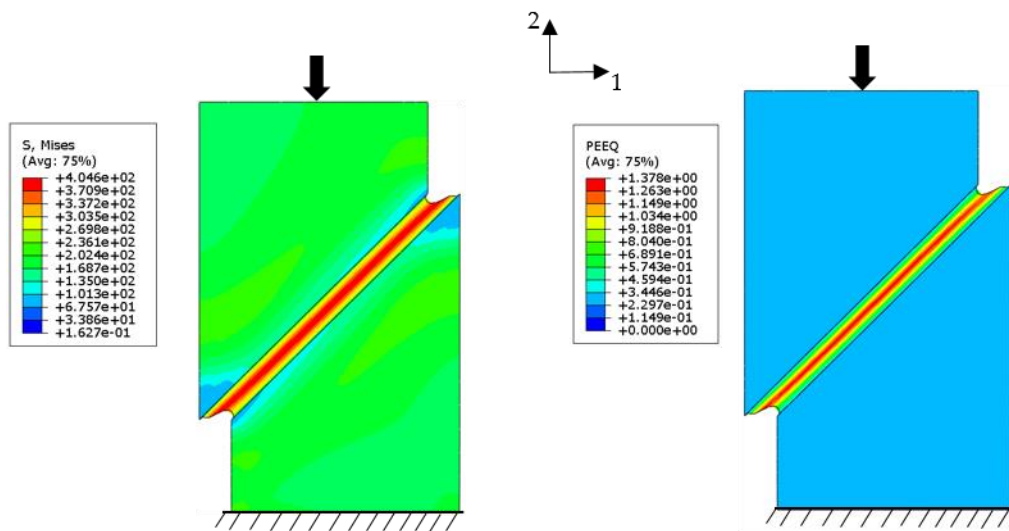 2
1
S, Mises
(Avg: 75%)
+4.046e+02
+3.709e+02
+3.372e+02
+3.035e+02
+2.698e+02
+2.361e+02
+2.024e+02
+1.687e+02
+1.350e+02
+1.013e+02
+6.757e+01
+3.386e+01
+1.627e-01
PEEQ
(Avg: 75%)
+1.378e+00
+1.263e+00
+1.149e+00
+1.034e+00
+9.188e-01
+8.040e-01
+6.891e-01
+5.743e-01
+4.594e-01
+3.446e-01
+2.297e-01
+1.149e-01
+0.000e+00